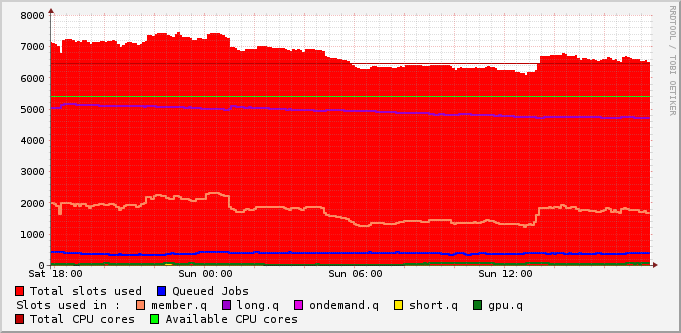 8000
7000
6000
5000
4000
3000
2000
1000
0
Sat 18:00 Sun 00:00 Sun 06:00 Sun 12:00
Total slots used Queued Jobs
Slots used in : member.q long.q ondemand.q short.q gpu.q
Total CPU cores Available CPU cores
RRDTOOL / TOBI OETIKER